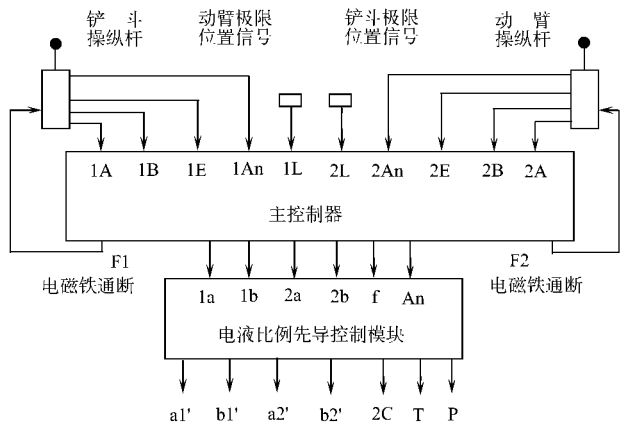 铲 斗 动臂极限 铲斗极限 动 臂
操纵杆 位置信号 位置信号 操纵杆
1A 1B 1E 1An 1L 2L 2An 2E 2B 2A
主控制器
F1 F2
电磁铁通断 电磁铁通断
1a 1b 2a 2b f An
电液比例先导控制模块
a1' b1' a2' b2' 2C T P